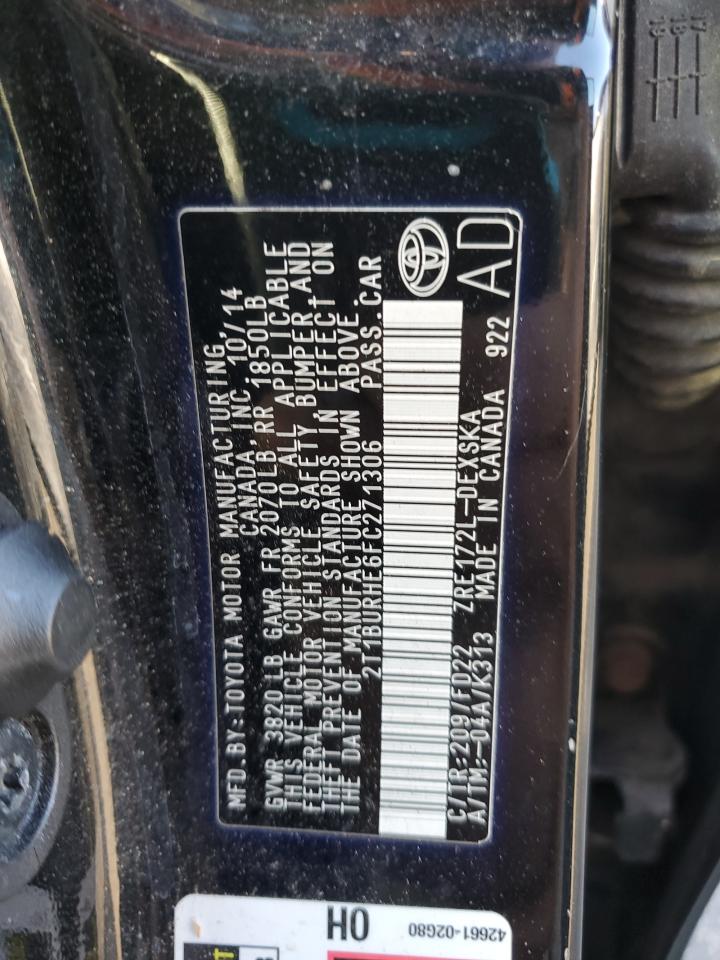 MFD.BY:TOYOTA MOTOR MANUFACTURING
CANADA, INC. 10/14
GVWR 3820 LB GAWR FR 2070LB RR 1850LB
THIS VEHICLE CONFORMS TO ALL APPLICABLE
FEDERAL MOTOR VEHICLE SAFETY, BUMPER, AND
THEFT PREVENTION STANDARDS IN EFFECT ON
THE DATE OF MANUFACTURE SHOWN ABOVE.
2T1BURHE6FC271306 PASS.CAR
C/TR:209/FD22 ZRE172L-DEXSKA
A/TM:-04A/K313 MADE IN CANADA 922
AD
OH
42661-02G80